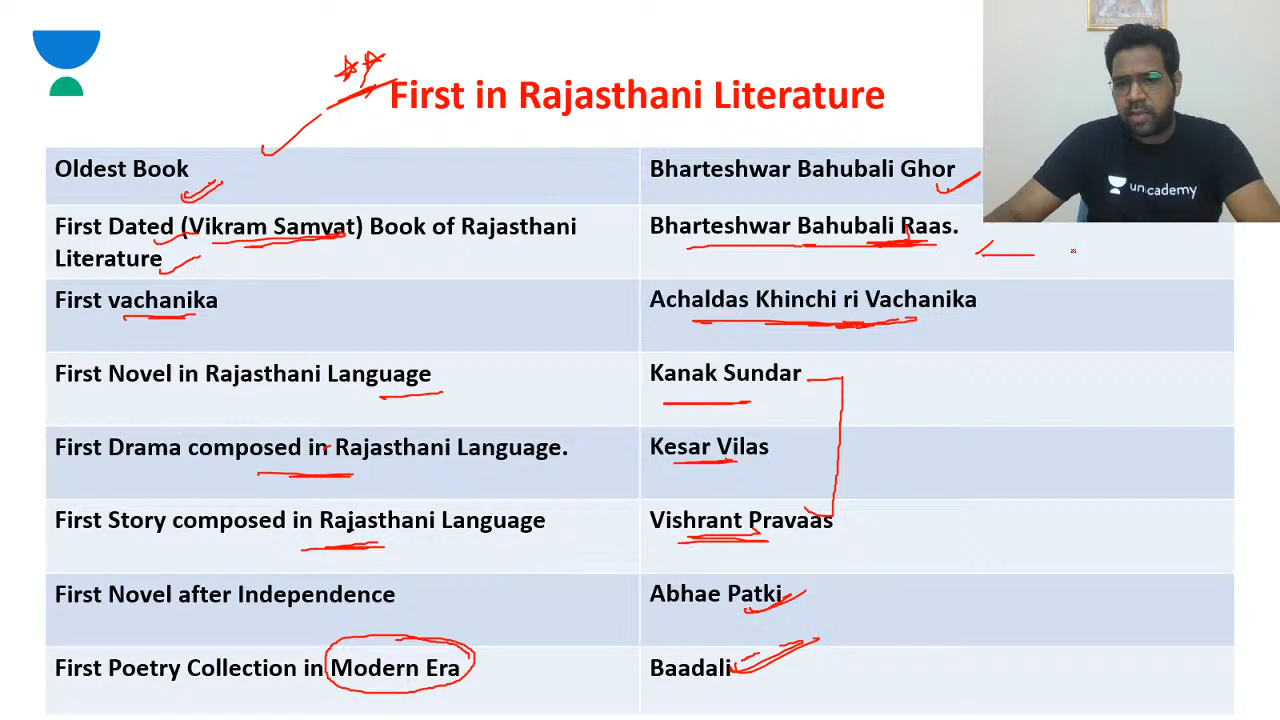 First in Rajasthani Literature
unacademy
Oldest Book
Bharteshwar Bahubali Ghor
First Dated (Vikram Samvat) Book of Rajasthani
Literature
Bharteshwar Bahubali Raas.
First vachanika
Achaldas Khinchi ri Vachanika
First Novel in Rajasthani Language
Kanak Sundar
First Drama composed in Rajasthani Language.
Kesar Vilas
First Story composed in Rajasthani Language
Vishrant Pravaas
First Novel after Independence
Abhae Patki
First Poetry Collection in Modern Era
Baadali